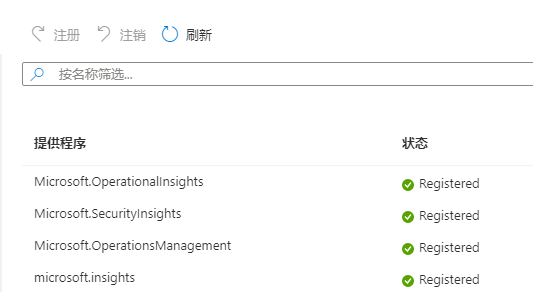 注册 注销 刷新
按名称筛选...
提供程序 状态
Microsoft.OperationalInsights Registered
Microsoft.SecurityInsights Registered
Microsoft.OperationsManagement Registered
microsoft.insights Registered